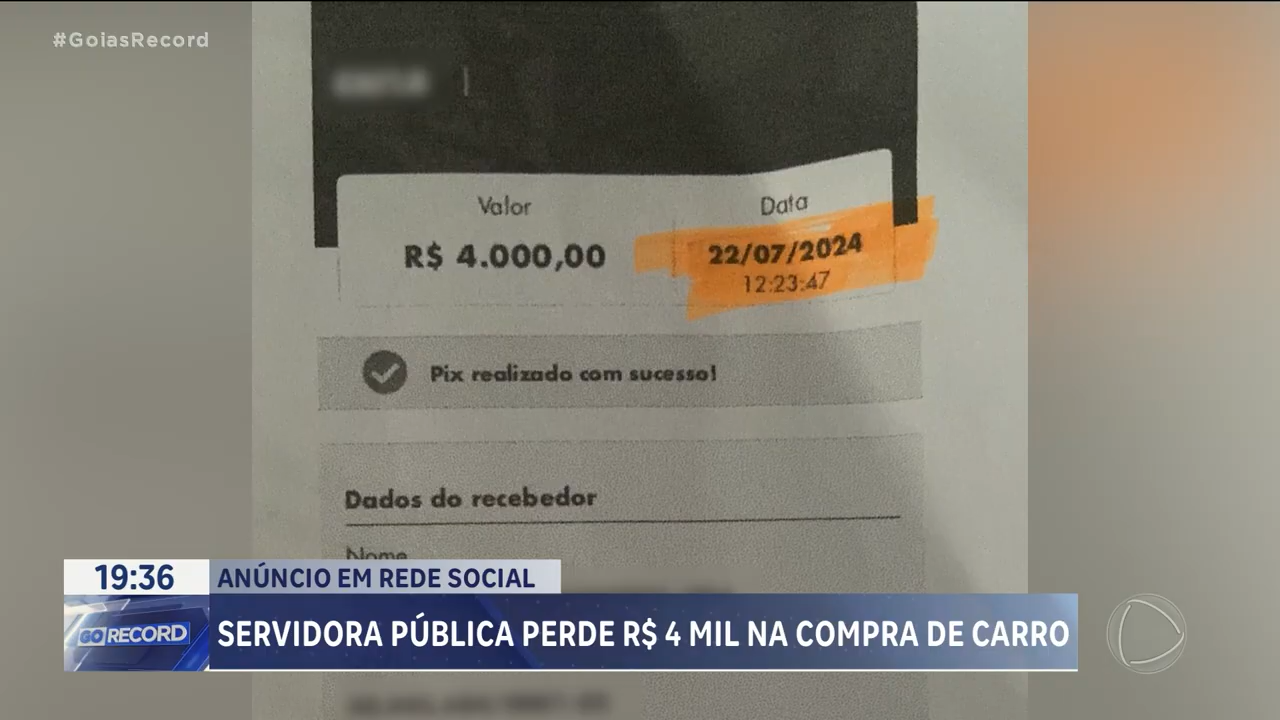 #GoiasRecord
Valor
Data
R$ 4.000,00
22/07/2024
12:23:47
Pix realizado com sucesso!
Dados do recebedor
Nome
19:36
ANÚNCIO EM REDE SOCIAL
GO RECORD
SERVIDORA PÚBLICA PERDE R$ 4 MIL NA COMPRA DE CARRO